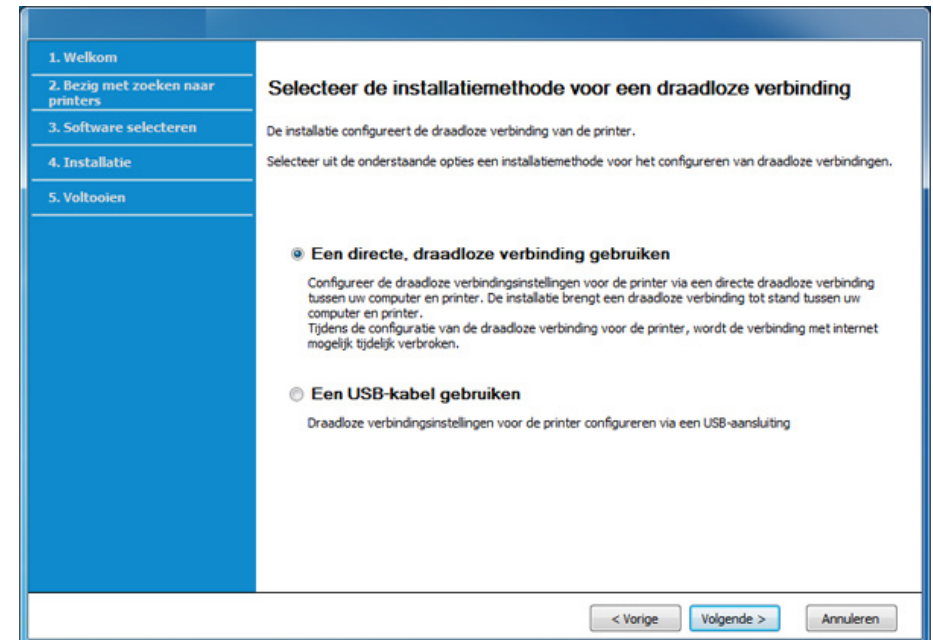 1. Welkom
2. Bezig met zoeken naar
printers
3. Software selecteren
4. Installatie
5. Voltooien
Selecteer de installatiemethode voor een draadloze verbinding
De installatie configureert de draadloze verbinding van de printer.
Selecteer uit de onderstaande opties een installatiemethode voor het configureren van draadloze verbindingen.
Een directe, draadloze verbinding gebruiken
Configureer de draadloze verbindingsinstellingen voor de printer via een directe draadloze verbinding
tussen uw computer en printer. De installatie brengt een draadloze verbinding tot stand tussen uw
computer en printer.
Tijdens de configuratie van de draadloze verbinding voor de printer, wordt de verbinding met internet
mogelijk tijdelijk verbroken.
Een USB-kabel gebruiken
Draadloze verbindingsinstellingen voor de printer configureren via een USB-aansluiting
< Vorige
Volgende >
Annuleren